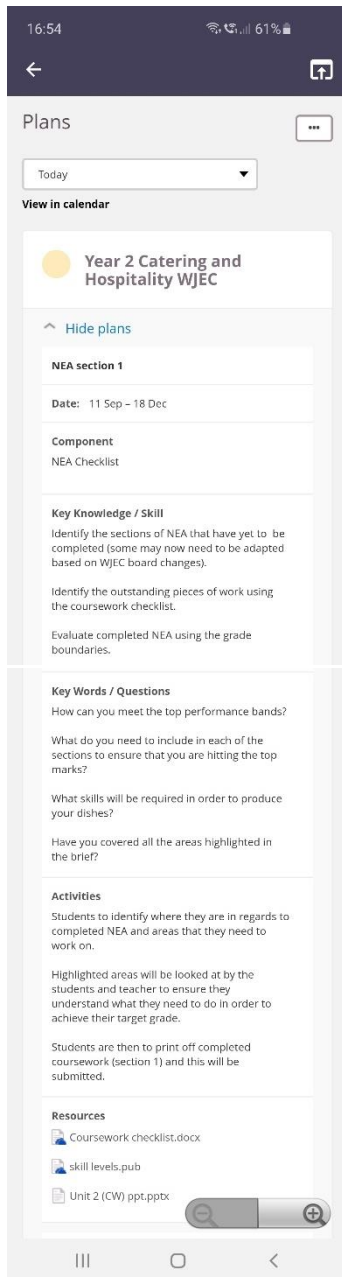 16:54
61%
Plans
Today
View in calendar
Year 2 Catering and
Hospitality WJEC
Hide plans
NEA section 1
Date: 11 Sep – 18 Dec
Component
NEA Checklist
Key Knowledge / Skill
Identify the sections of NEA that have yet to be
completed (some may now need to be adapted
based on WJEC board changes).
Identify the outstanding pieces of work using
the coursework checklist.
Evaluate completed NEA using the grade
boundaries.
Key Words / Questions
How can you meet the top performance bands?
What do you need to include in each of the
sections to ensure that you are hitting the top
marks?
What skills will be required in order to produce
your dishes?
Have you covered all the areas highlighted in
the brief?
Activities
Students to identify where they are in regards to
completed NEA and areas that they need to
work on.
Highlighted areas will be looked at by the
students and teacher to ensure they
understand what they need to do in order to
achieve their target grade.
Students are then to print off completed
coursework (section 1) and this will be
submitted.
Resources
Coursework checklist.docx
skill levels.pub
Unit 2 (CW) ppt.pptx